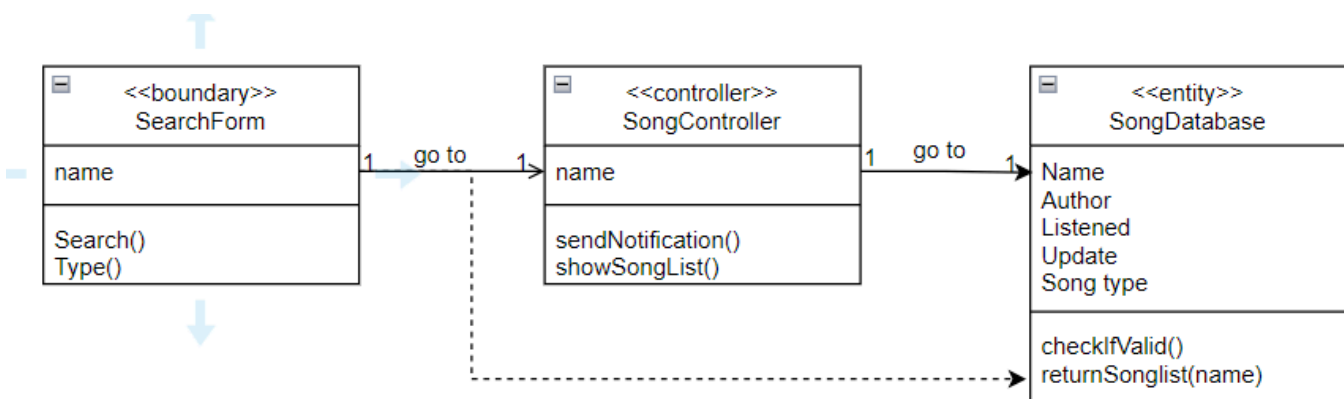 <<boundary>>
SearchForm
name
Search()
Type()
1 go to 1
<<controller>>
SongController
name
sendNotification()
showSongList()
1 go to 1
<<entity>>
SongDatabase
Name
Author
Listened
Update
Song type
checkIfValid()
returnSonglist(name)